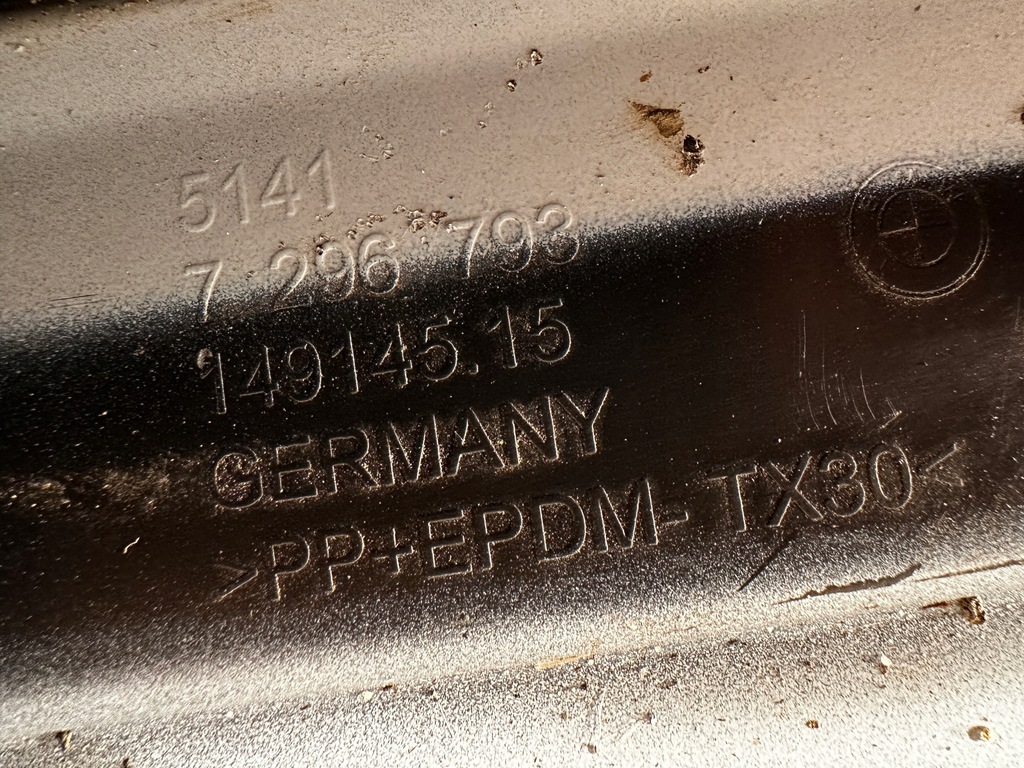 5141
7 296 793
149145.15
GERMANY
>PP+EPDM-TX30<